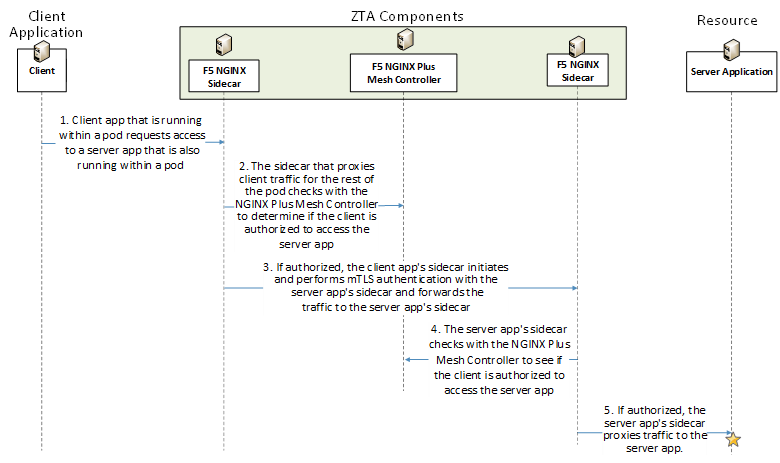 Client
Application
ZTA Components
Resource
Client
F5 NGINX
Sidecar
F5 NGINX Plus
Mesh Controller
F5 NGINX
Sidecar
Server Application
1. Client app that is running
within a pod requests access
to a server app that is also
running within a pod
2. The sidecar that proxies
client traffic for the rest of
the pod checks with the
NGINX Plus Mesh Controller
to determine if the client is
authorized to access the
server app
3. If authorized, the client app's sidecar initiates
and performs mTLS authentication with the
server app's sidecar and forwards the
traffic to the server app's sidecar
4. The server app's sidecar
checks with the NGINX Plus
Mesh Controller to see if
the client is authorized to
access the server app
5. If authorized, the
server app's sidecar
proxies traffic to the
server app.